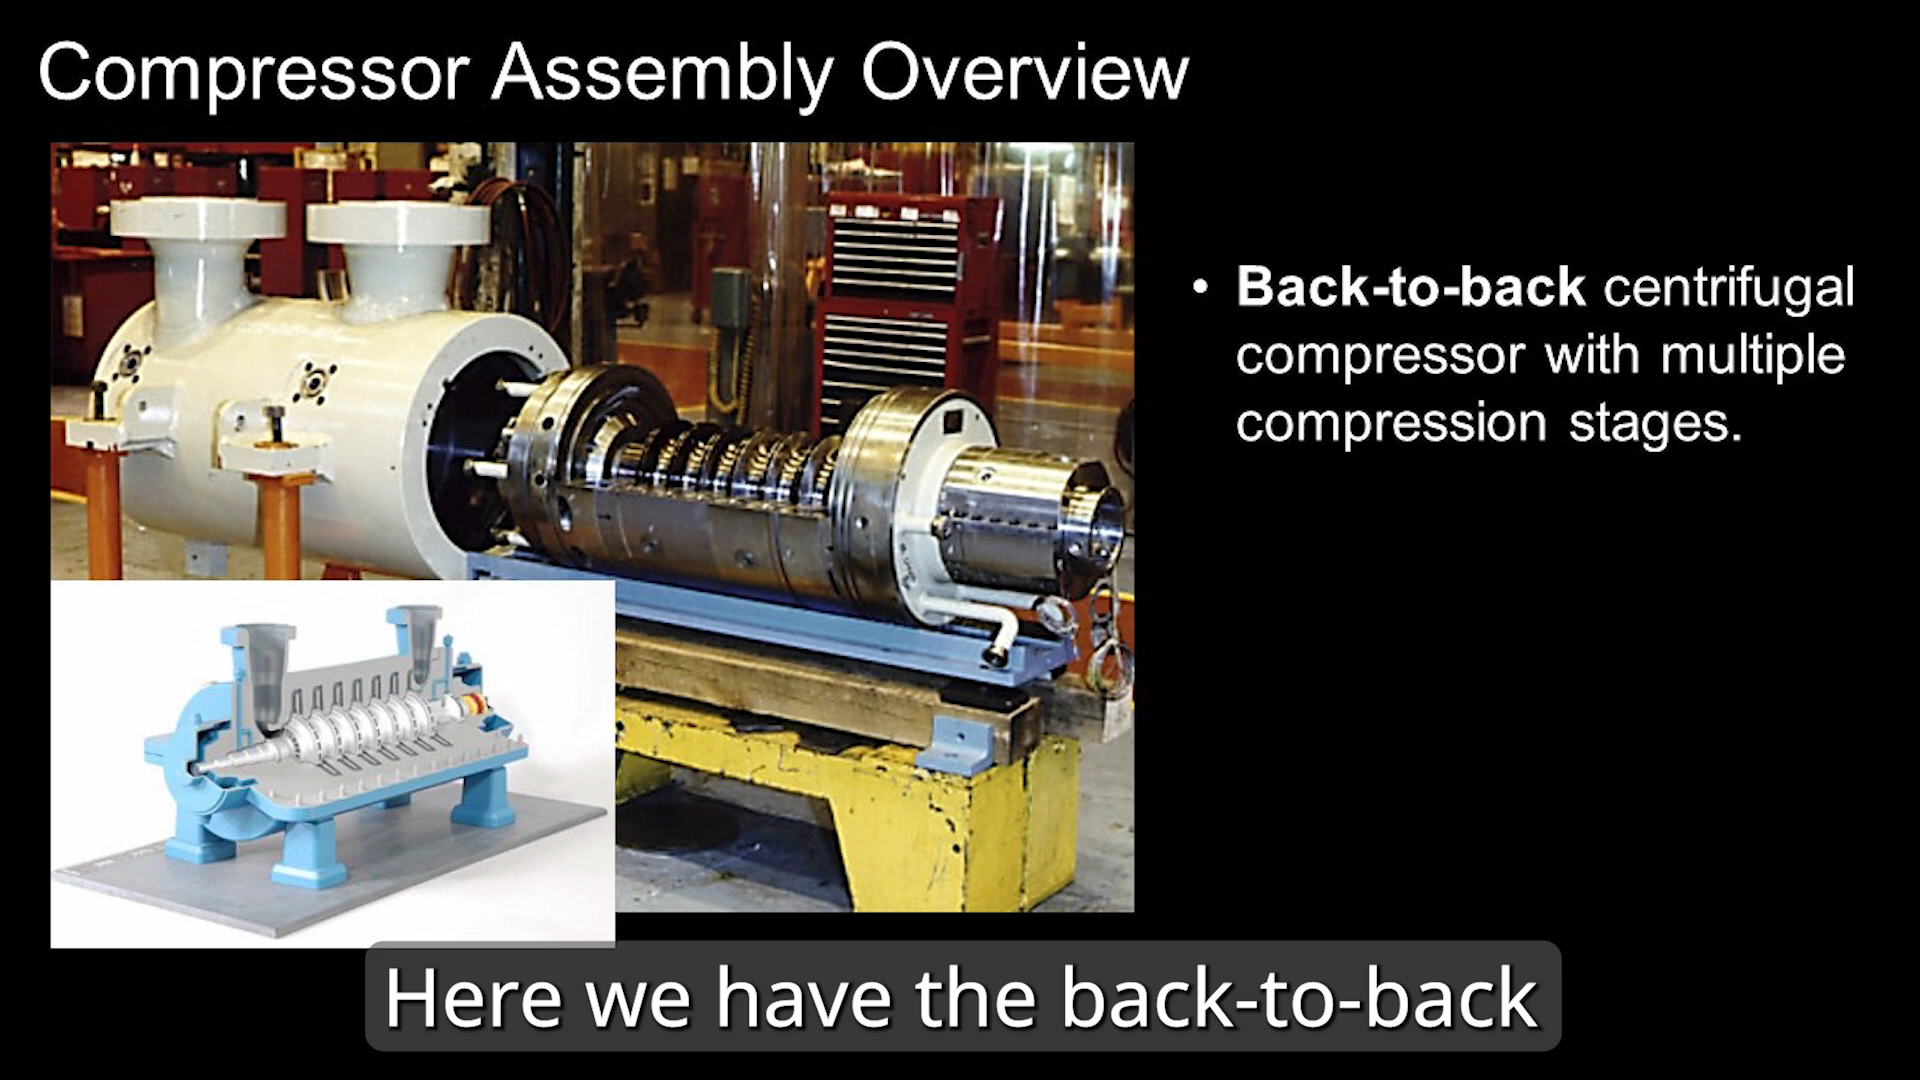 Compressor Assembly Overview
• Back-to-back centrifugal
compressor with multiple
compression stages.
Here we have the back-to-back